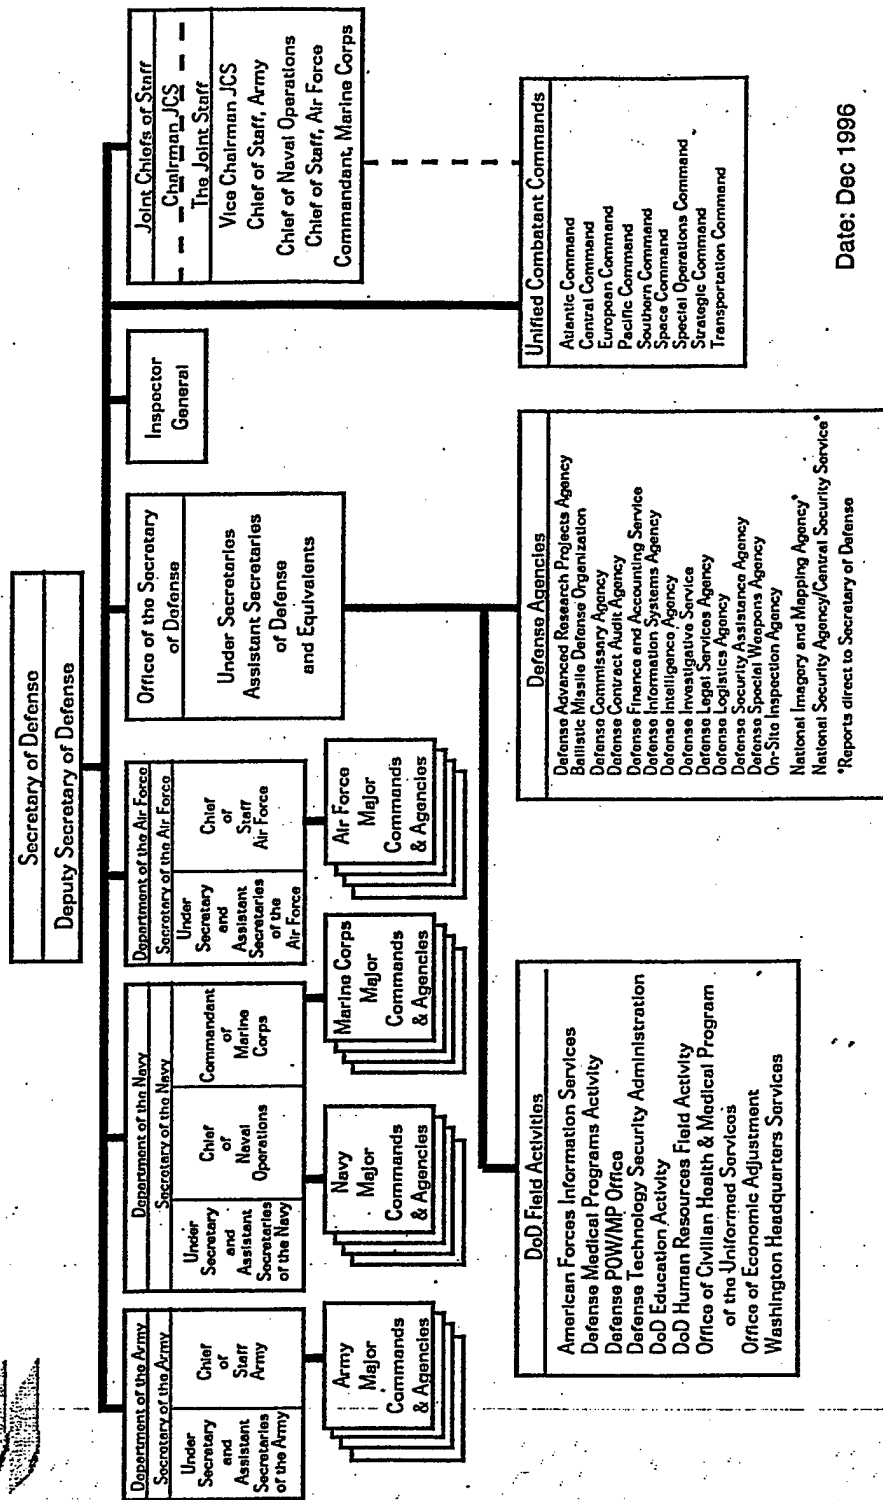 Secretary of Defense
Deputy Secretary of Defense
Department of the Army
Secretary of the Army
Under
Secretary
and
Assistant
Secretaries
of the Army
Chief
of
Staff
Army
Army
Major
Commands
& Agencies
Department of the Navy
Secretary of the Navy
Under
Secretary
and
Assistant
Secretaries
of the Navy
Chief
of
Naval
Operations
Commandant
of
Marine
Corps
Navy
Major
Commands
& Agencies
Marine Corps
Major
Commands
& Agencies
Department of the Air Force
Secretary of the Air Force
Under
Secretary
and
Assistant
Secretaries
of the
Air Force
Chief
of
Staff
Air Force
Air Force
Major
Commands
& Agencies
Office of the Secretary
of Defense
Under Secretaries
Assistant Secretaries
of Defense
and Equivalents
Inspector
General
Joint Chiefs of Staff
Chairman JCS
The Joint Staff
Vice Chairman JCS
Chief of Staff, Army
Chief of Naval Operations
Chief of Staff, Air Force
Commandant, Marine Corps
DoD Field Activities
American Forces Information Services
Defense Medical Programs Activity
Defense POW/MP Office
Defense Technology Security Administration
DoD Education Activity
DoD Human Resources Field Activity
Office of Civilian Health & Medical Program
of the Uniformed Services
Office of Economic Adjustment
Washington Headquarters Services
Defense Agencies
Defense Advanced Research Projects Agency
Ballistic Missile Defense Organization
Defense Commissary Agency
Defense Contract Audit Agency
Defense Finance and Accounting Service
Defense Information Systems Agency
Defense Intelligence Agency
Defense Investigative Service
Defense Legal Services Agency
Defense Logistics Agency
Defense Security Assistance Agency
Defense Special Weapons Agency
On-Site Inspection Agency
National Imagery and Mapping Agency*
National Security Agency/Central Security Service*
*Reports direct to Secretary of Defense
Unified Combatant Commands
Atlantic Command
Central Command
European Command
Pacific Command
Southern Command
Space Command
Special Operations Command
Strategic Command
Transportation Command
Date: Dec 1996